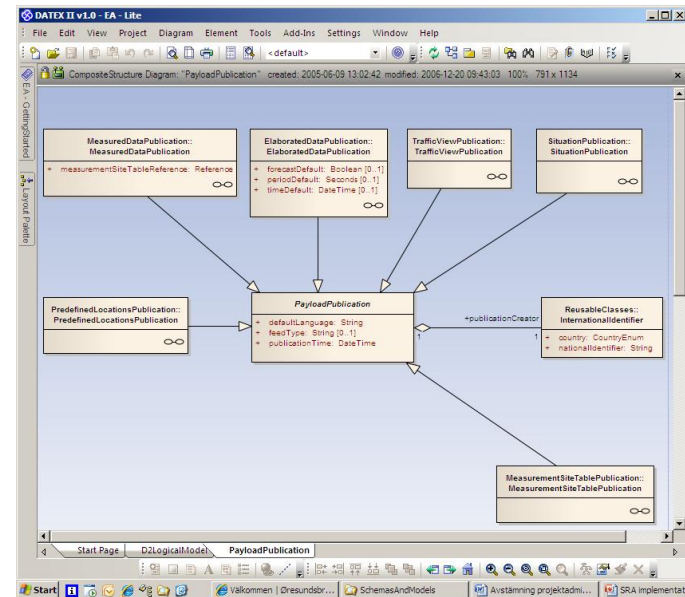 DATEX II v1.0 - EA - Lite
File Edit View Project Diagram Element Tools Add-Ins Settings Window Help
<default>
CompositeStructure Diagram: "PayloadPublication" created: 2005-06-09 13:02:42 modified: 2006-12-20 09:43:03 100% 791 x 1134
EA - GettingStarted
Layout Palette
MeasuredDataPublication::
MeasuredDataPublication
+ measurementSiteTableReference: Reference
ElaboratedDataPublication::
ElaboratedDataPublication
+ forecastDefault: Boolean [0..1]
+ periodDefault: Seconds [0..1]
+ timeDefault: DateTime [0..1]
TrafficViewPublication::
TrafficViewPublication
SituationPublication::
SituationPublication
PredefinedLocationsPublication::
PredefinedLocationsPublication
PayloadPublication
+ defaultLanguage: String
+ feedType: String [0..1]
+ publicationTime: DateTime
+publicationCreator
1 1
ReusableClasses::
InternationalIdentifier
+ country: CountryEnum
+ nationalIdentifier: String
MeasurementSiteTablePublication::
MeasurementSiteTablePublication
Start Page D2LogicalModel PayloadPublication
Start Välkommen | Øresundsbr... SchemasAndModels Avstämning projektadmi... SRA implementat